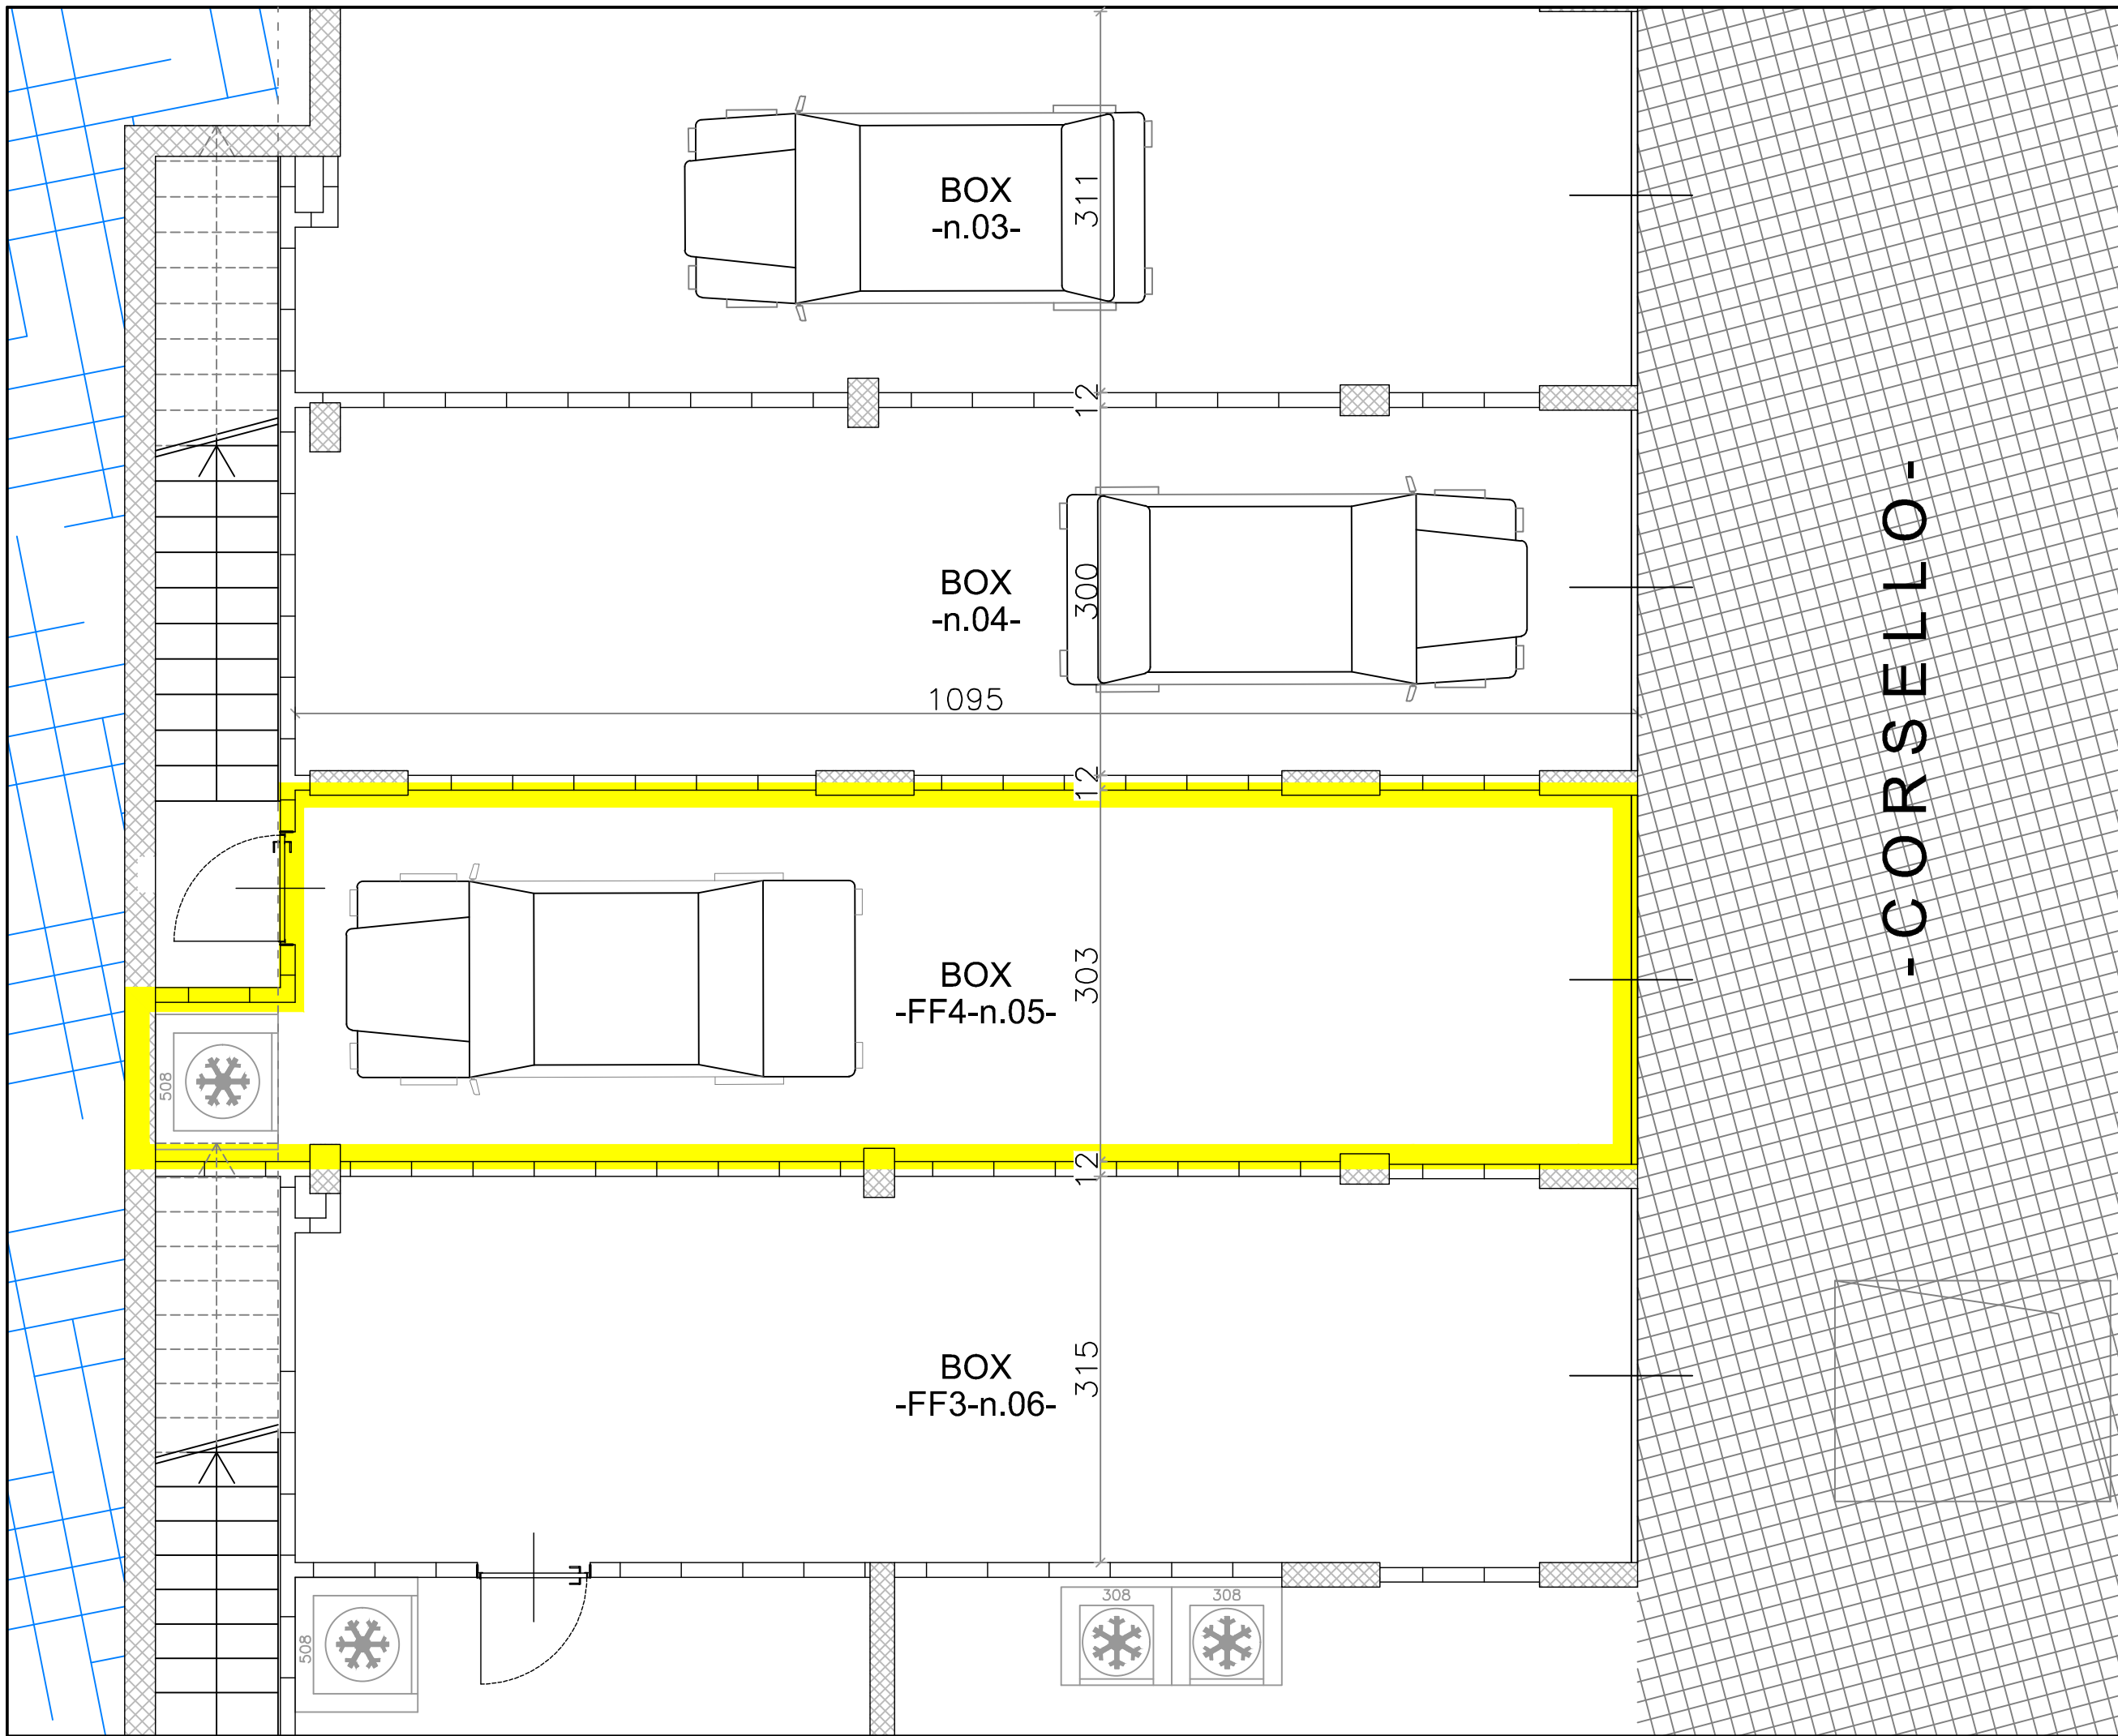 BOX
-n.03-
311
12
BOX
-n.04-
300
1095
12
-CORSELLO-
BOX
-FF4-n.05-
303
508
12
BOX
-FF3-n.06-
315
508
308
308